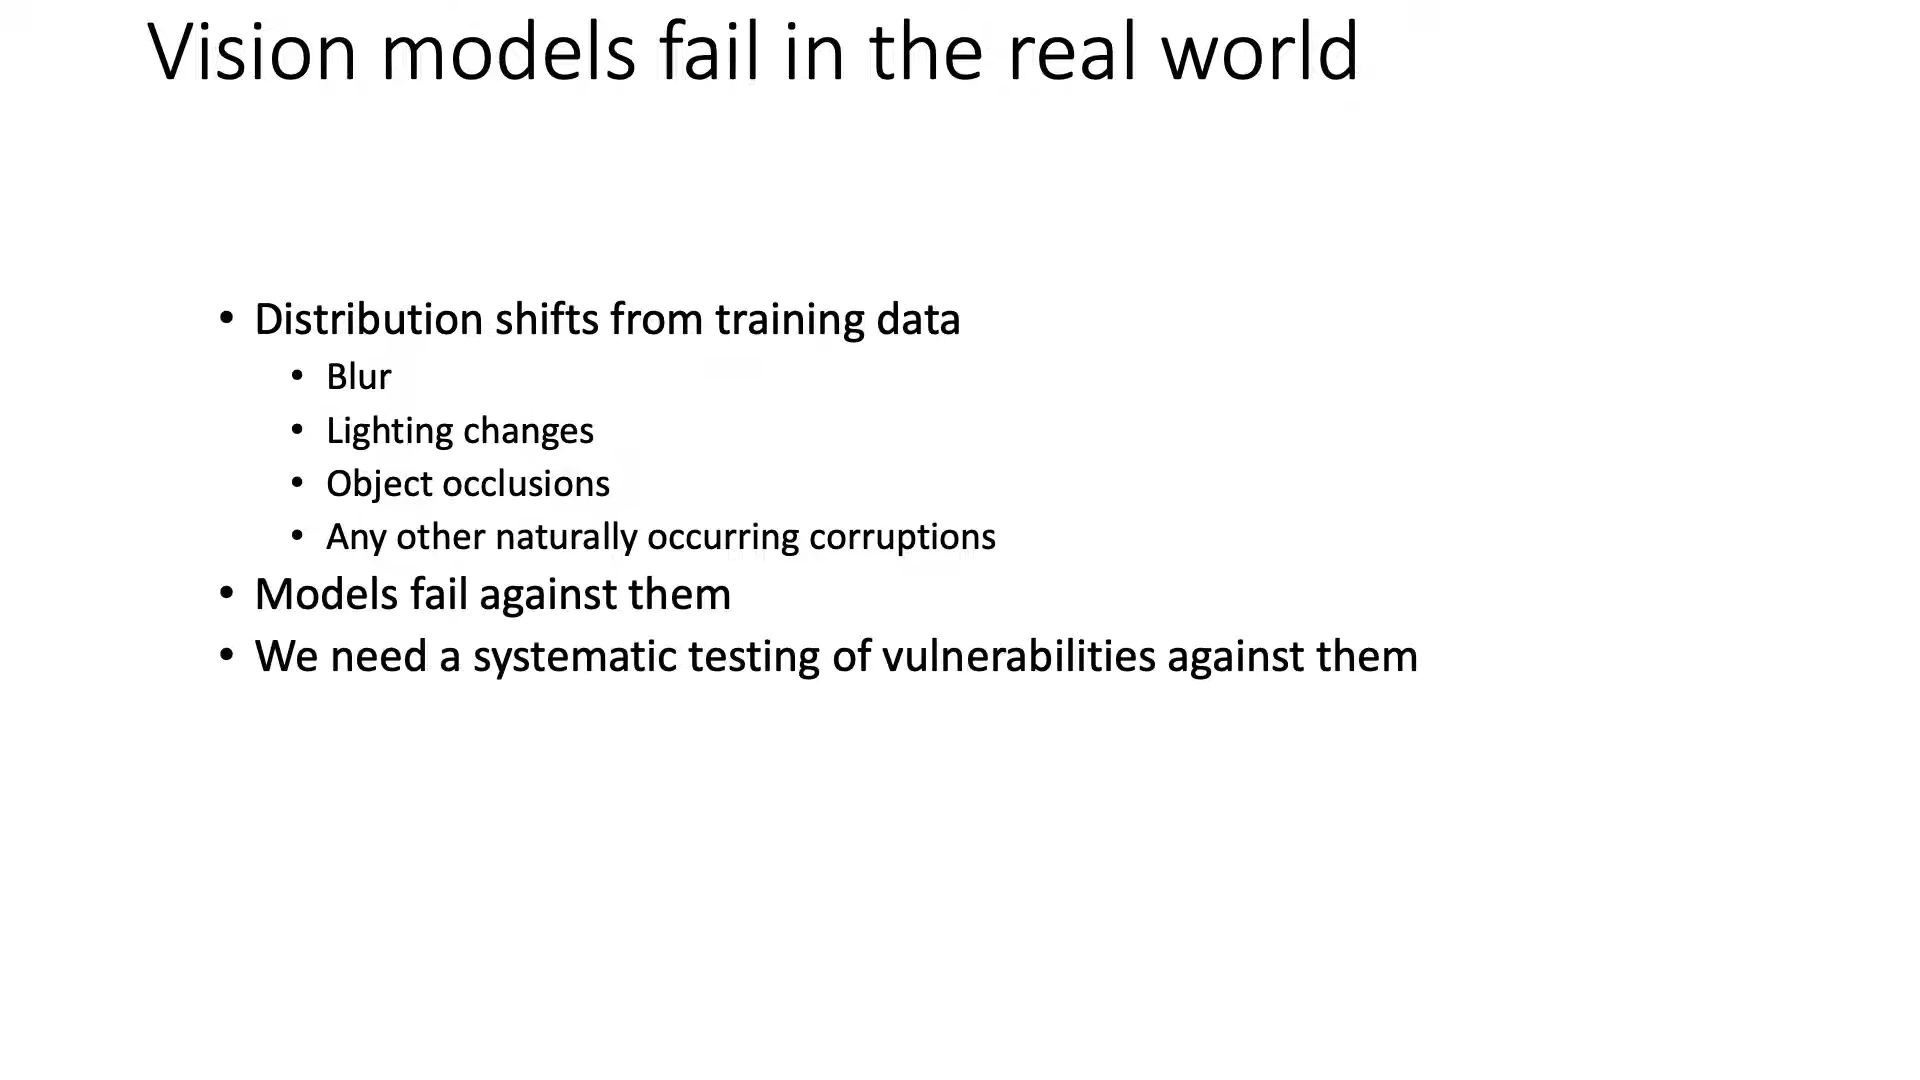 Vision models fail in the real world
• Distribution shifts from training data
• Blur
• Lighting changes
• Object occlusions
• Any other naturally occurring corruptions
• Models fail against them
• We need a systematic testing of vulnerabilities against them